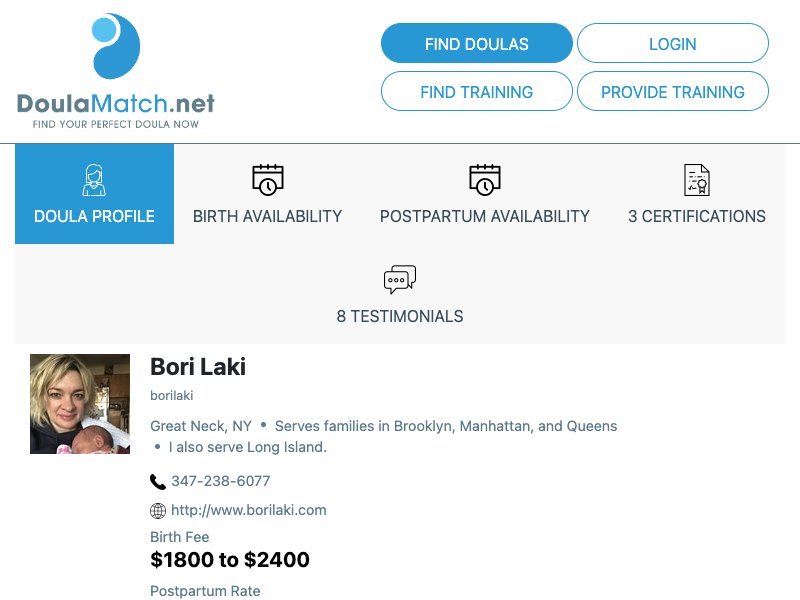 FIND DOULAS
LOGIN
FIND TRAINING
PROVIDE TRAINING
DoulaMatch.net
FIND YOUR PERFECT DOULA NOW
DOULA PROFILE
BIRTH AVAILABILITY
POSTPARTUM AVAILABILITY
3 CERTIFICATIONS
8 TESTIMONIALS
Bori Laki
borilaki
Great Neck, NY • Serves families in Brooklyn, Manhattan, and Queens
• I also serve Long Island.
347-238-6077
http://www.borilaki.com
Birth Fee
$1800 to $2400
Postpartum Rate